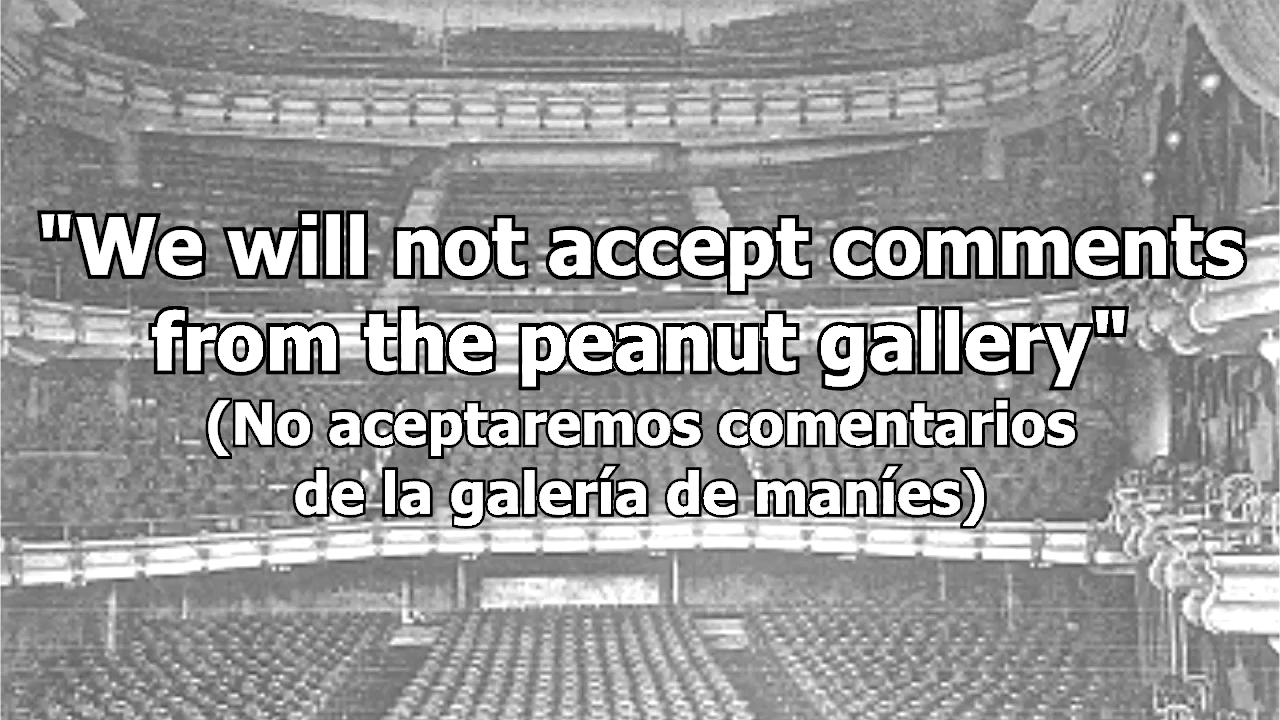 "We will not accept comments
from the peanut gallery"
(No aceptaremos comentarios
de la galería de maníes)